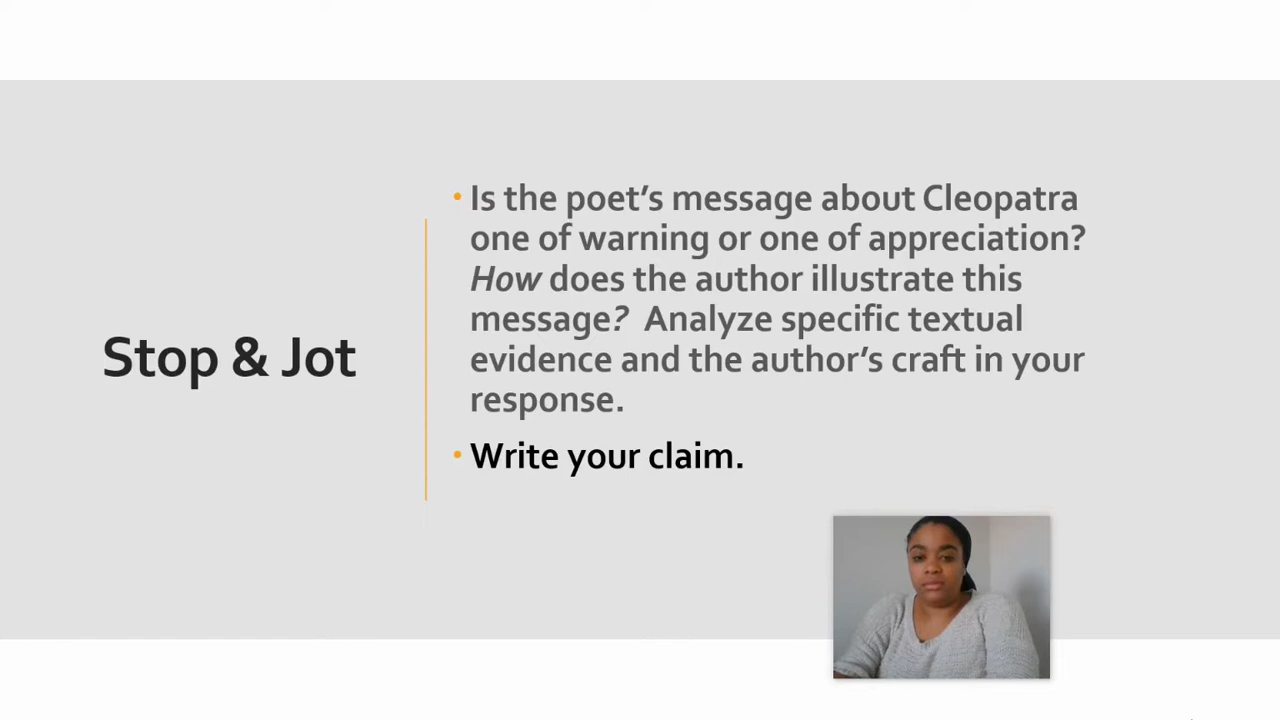 Stop & Jot
• Is the poet’s message about Cleopatra
one of warning or one of appreciation?
How does the author illustrate this
message? Analyze specific textual
evidence and the author’s craft in your
response.
• Write your claim.